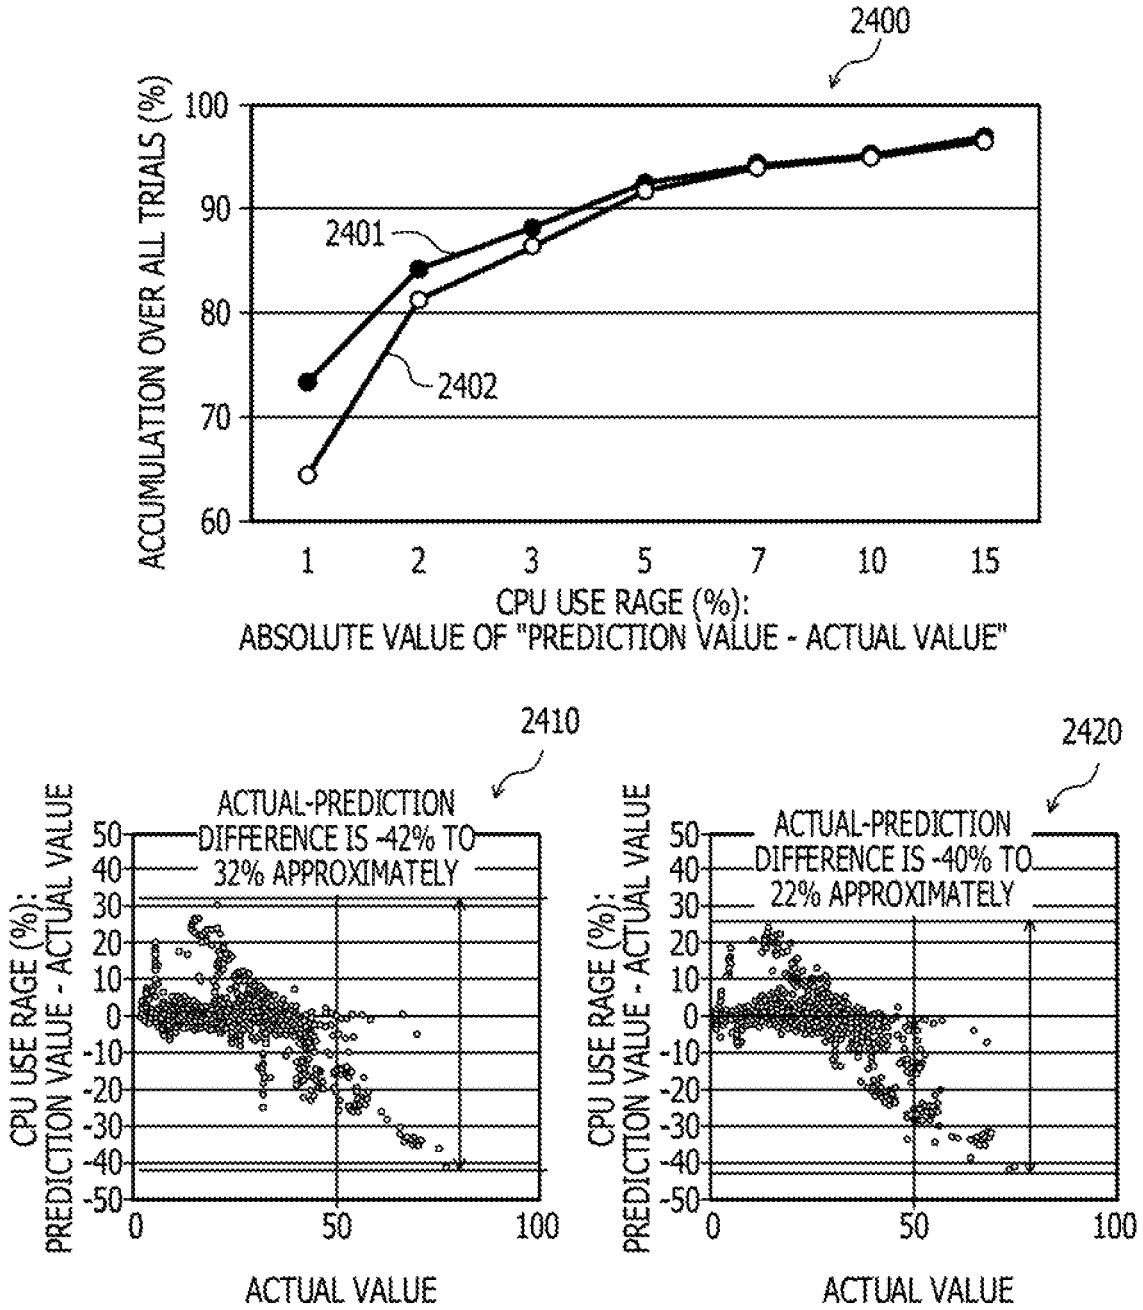 2400
ACCUMULATION OVER ALL TRIALS (%)
100
90
80
70
60
2401
2402
1 2 3 5 7 10 15
CPU USE RAGE (%):
ABSOLUTE VALUE OF "PREDICTION VALUE - ACTUAL VALUE"
2410
CPU USE RAGE (%):
PREDICTION VALUE - ACTUAL VALUE
ACTUAL-PREDICTION
DIFFERENCE IS -42% TO
32% APPROXIMATELY
50
40
30
20
10
0
-10
-20
-30
-40
-50
0 50 100
ACTUAL VALUE
2420
CPU USE RAGE (%):
PREDICTION VALUE - ACTUAL VALUE
ACTUAL-PREDICTION
DIFFERENCE IS -40% TO
22% APPROXIMATELY
50
40
30
20
10
0
-10
-20
-30
-40
-50
0 50 100
ACTUAL VALUE